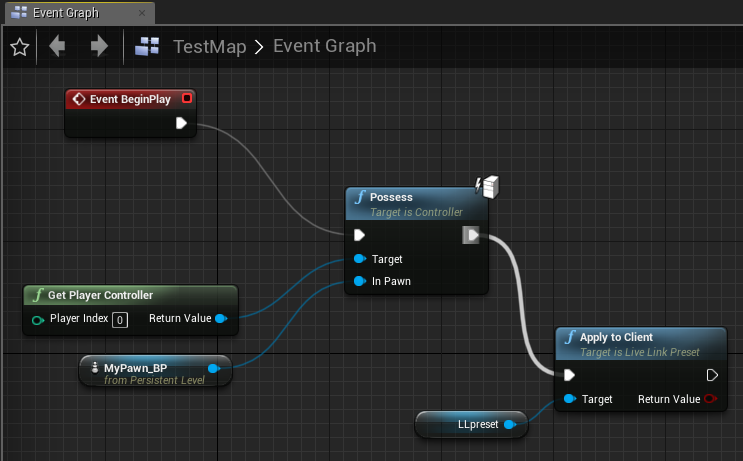 Event Graph
TestMap > Event Graph
Event BeginPlay
Possess
Target is Controller
Target
In Pawn
Get Player Controller
Player Index 0 Return Value
MyPawn_BP
from Persistent Level
Apply to Client
Target is Live Link Preset
Target Return Value
LLpreset